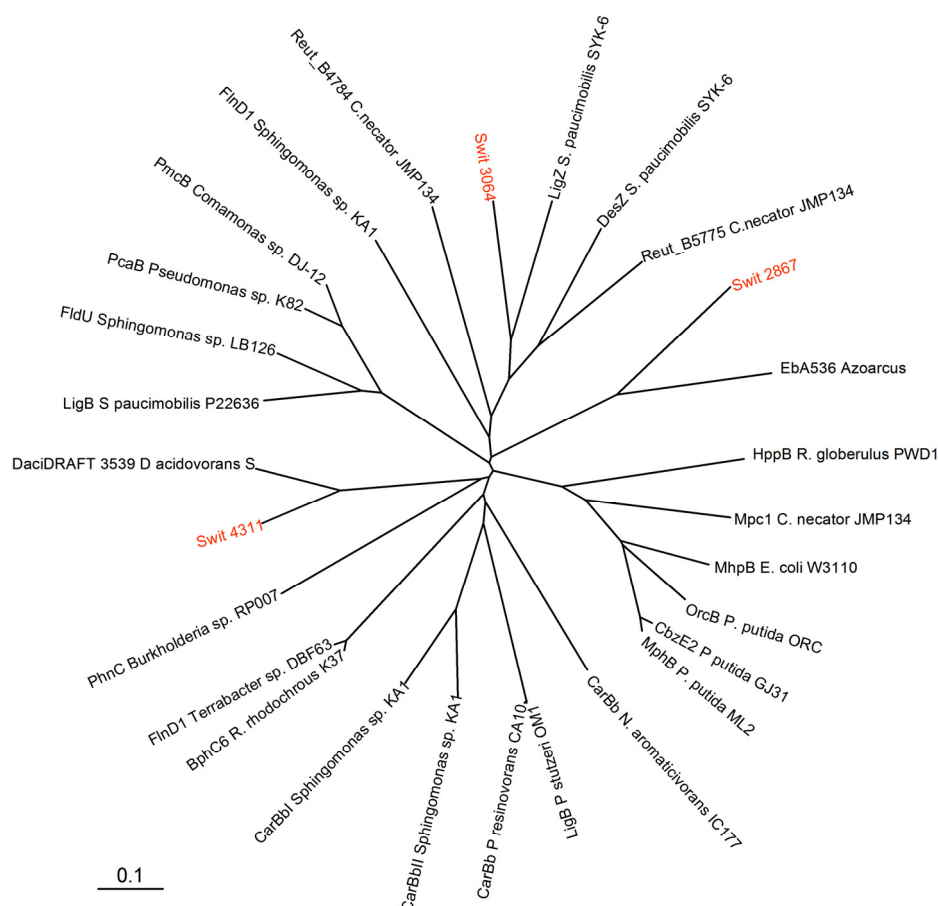 Reut_B4784 C.necator JMP134
Swit 3064
LigZ S. paucimobilis SYK-6
DesZ S. paucimobilis SYK-6
Reut_B5775 C.necator JMP134
Swit 2867
EbA536 Azoarcus
HppB R. globerulus PWD1
Mpc1 C. necator JMP134
MhpB E. coli W3110
OrcB P. putida ORC
CbzE2 P putida GJ31
MphB P. putida ML2
CarBb N. aromaticivorans IC177
LigB P stutzeri OM1
CarBb P resinovorans CA10
CarBbII Sphingomonas sp. KA1
CarBbI Sphingomonas sp. KA1
BphC6 R. rhodochrous K37
FlnD1 Terrabacter sp. DBF63
PhnC Burkholderia sp. RP007
Swit 4311
DaciDRAFT 3539 D acidovorans S
LigB S paucimobilis P22636
FldU Sphingomonas sp. LB126
PcaB Pseudomonas sp. K82
PmcB Comamonas sp. DJ-12
FlnD1 Sphingomonas sp. KA1
0.1